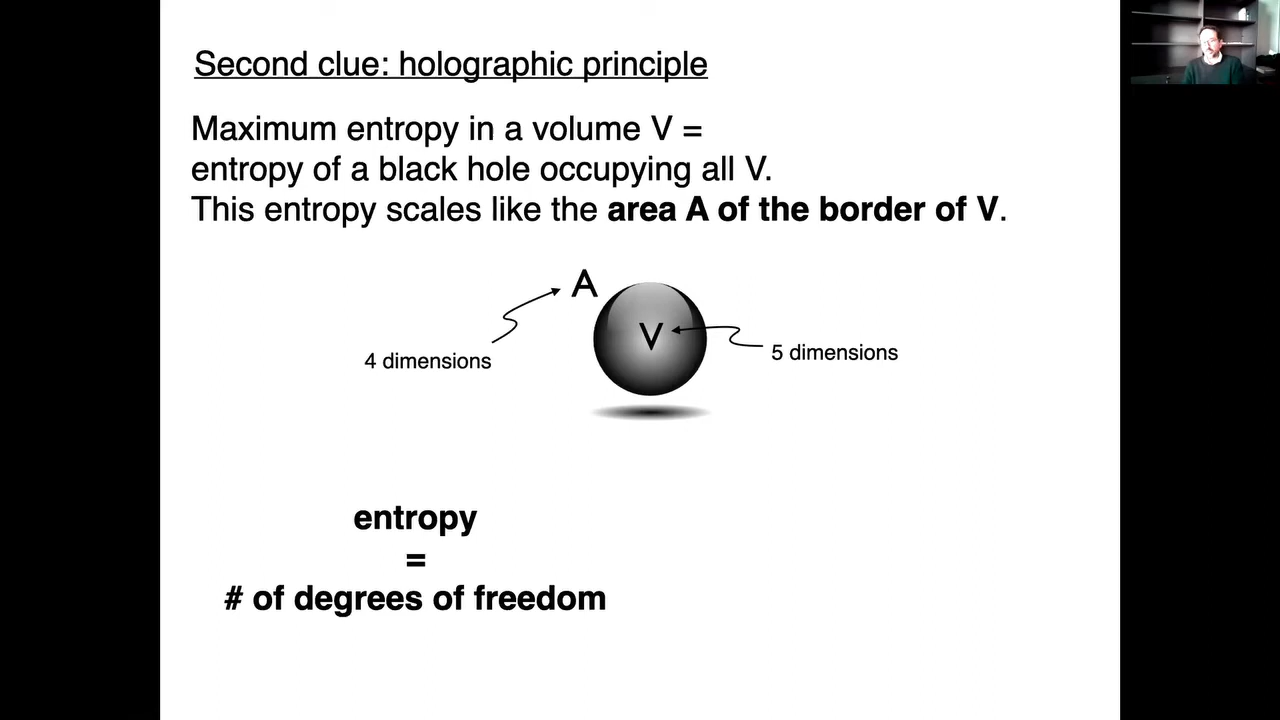 Second clue: holographic principle
Maximum entropy in a volume V =
entropy of a black hole occupying all V.
This entropy scales like the area A of the border of V.
A
V
4 dimensions
5 dimensions
entropy
=
# of degrees of freedom